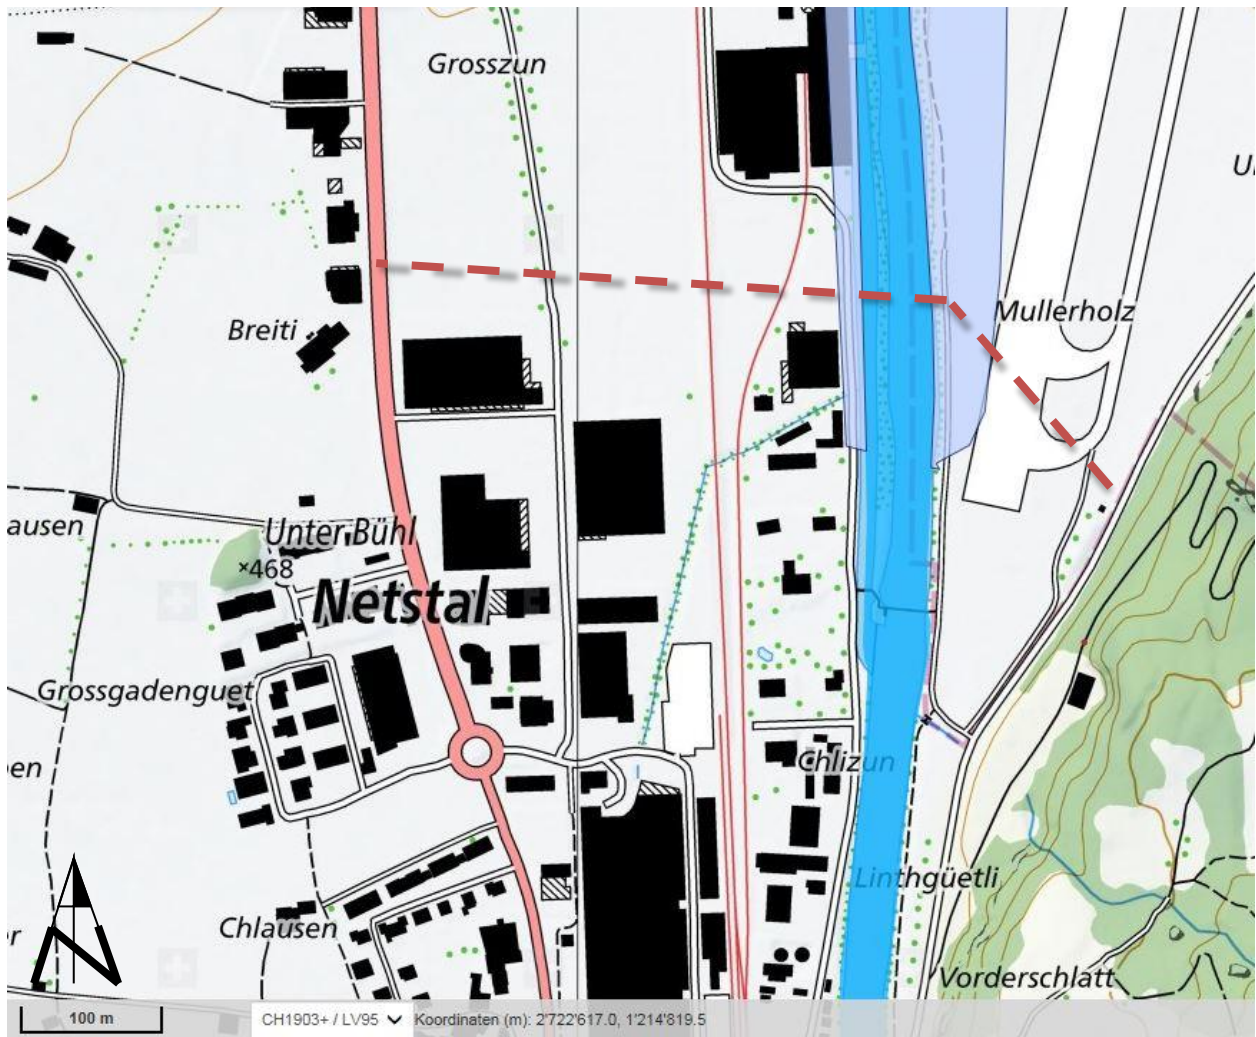 Grosszun
U
Mullerholz
Breiti
ausen
Unter Bühl
×468
Netstal
Grossgadenguet
en
Chlizun
Linthgüetli
Chlausen
r
Vorderschlatt
N
100 m
CH1903+ / LV95 Koordinaten (m): 2'722'617.0, 1'214'819.5